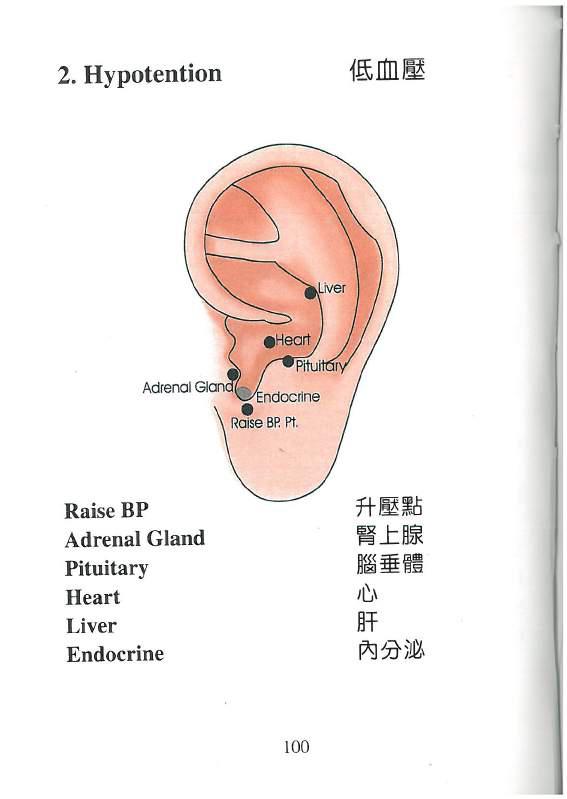 2. Hypotention 低血壓
Liver
Heart
Pituitary
Adrenal Gland
Endocrine
Raise BP. Pt.
Raise BP 升壓點
Adrenal Gland 腎上腺
Pituitary 腦垂體
Heart 心
Liver 肝
Endocrine 內分泌
100